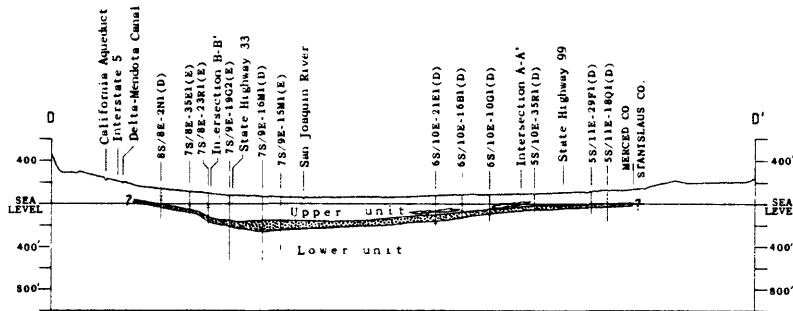 D
California Aqueduct
Interstate 5
Delta-Mendota Canal
8S/8E-2N1(D)
7S/8E-35E1(E)
7S/8E-23R1(E)
Intersection B-B'
7S/9E-19G2(E)
State Highway 33
7S/9E-16M1(D)
7S/9E-15M1(E)
San Joaquin River
6S/10E-21E1(D)
6S/10E-16B1(D)
6S/10E-10G1(D)
Intersection A-A'
5S/10E-35R1(D)
State Highway 99
5S/11E-29F1(D)
5S/11E-18Q1(D)
MERCED CO
STANISLAUS CO.
D'
400'
SEA
LEVEL
400'
800'
?
Upper unit
Lower unit
?
400'
SEA
LEVEL
400'
800'